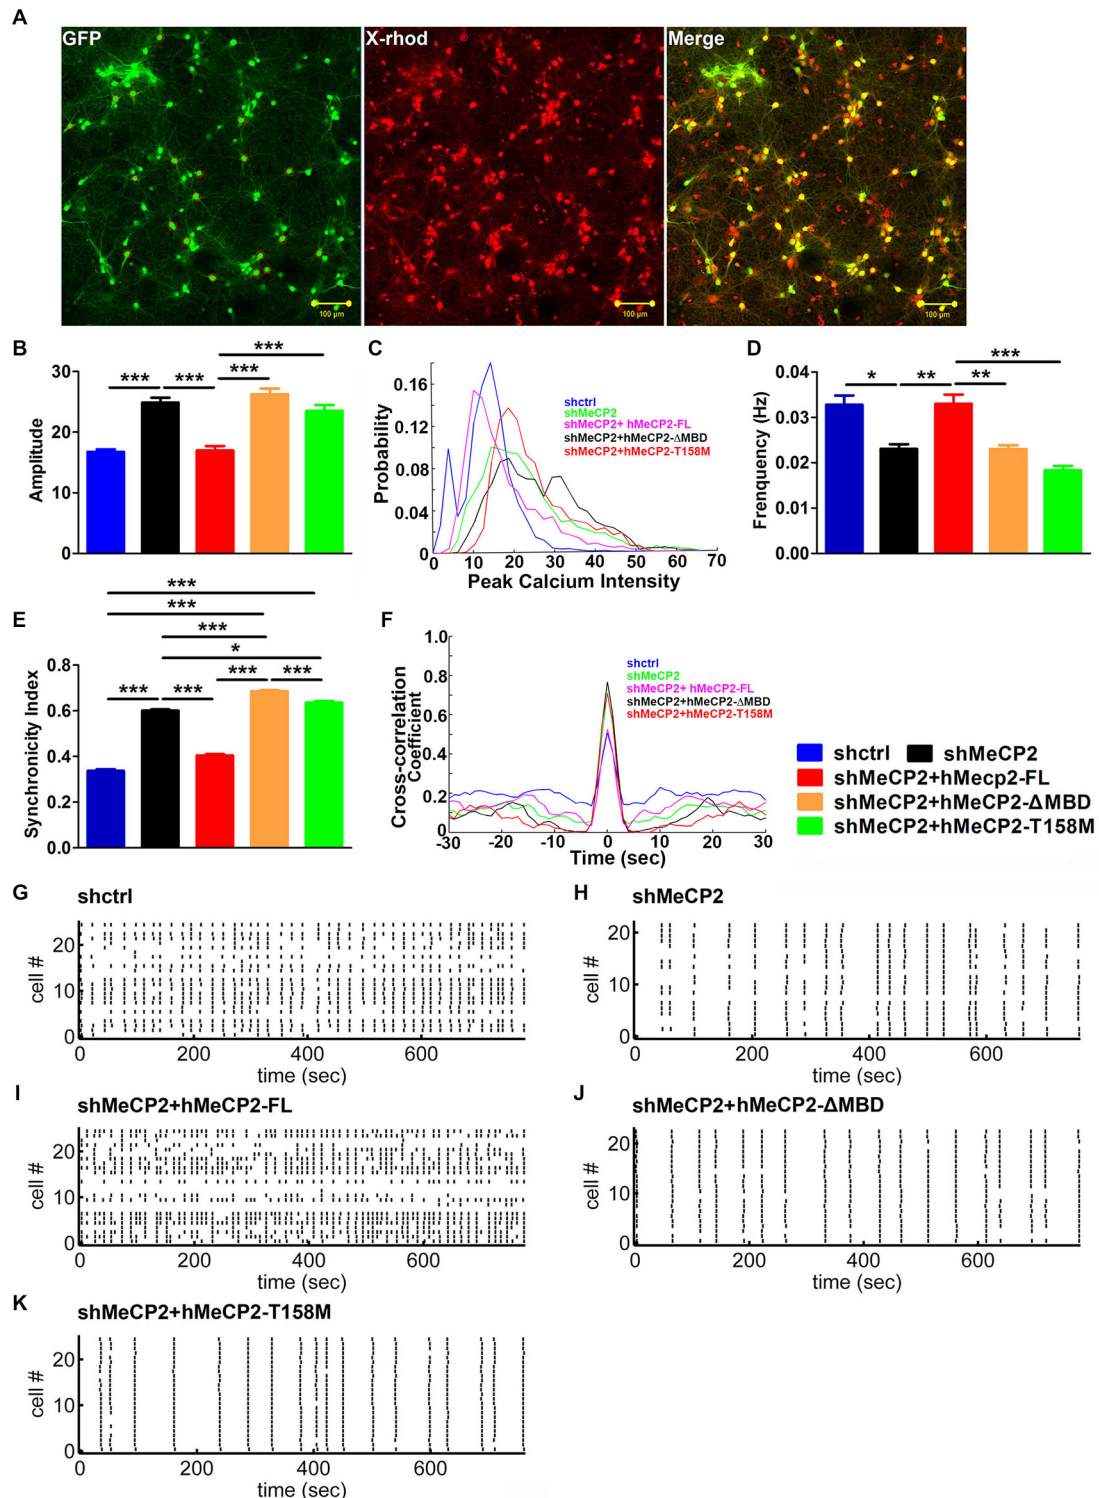 A
GFP
X-rhod
Merge
100 µm
100 µm
100 µm
B
***
***
***
***
30
20
10
0
Amplitude
C
0.16
0.12
0.08
0.04
0
Probability
shctrl
shMeCP2
shMeCP2+ hMeCP2-FL
shMeCP2+hMeCP2-ΔMBD
shMeCP2+hMeCP2-T158M
0 10 20 30 40 50 60 70
Peak Calcium Intensity
D
***
* ** **
0.04
0.03
0.02
0.01
0.00
Frenquency (Hz)
E
***
***
***
*
*** ***
*** ***
0.8
0.6
0.4
0.2
0.0
Synchronicity Index
F
1.0
0.8
0.6
0.4
0.2
0
Cross-correlation
Coefficient
shctrl
shMeCP2
shMeCP2+ hMeCP2-FL
shMeCP2+hMeCP2-ΔMBD
shMeCP2+hMeCP2-T158M
-30 -20 -10 0 10 20 30
Time (sec)
shctrl shMeCP2
shMeCP2+hMecp2-FL
shMeCP2+hMeCP2-ΔMBD
shMeCP2+hMeCP2-T158M
G
shctrl
20
10
0
cell #
0 200 400 600
time (sec)
H
shMeCP2
20
10
0
cell #
0 200 400 600
time (sec)
I
shMeCP2+hMeCP2-FL
20
10
0
cell #
0 200 400 600
time (sec)
J
shMeCP2+hMeCP2-ΔMBD
20
10
0
cell #
0 200 400 600
time (sec)
K
shMeCP2+hMeCP2-T158M
20
10
0
cell #
0 200 400 600
time (sec)